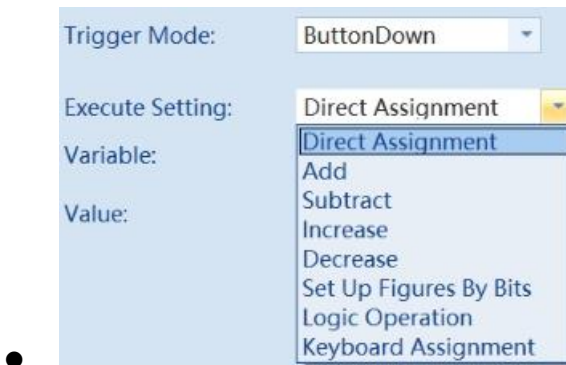 Trigger Mode: ButtonDown
Execute Setting: Direct Assignment
Direct Assignment
Variable:
Add
Subtract
Value:
Increase
Decrease
Set Up Figures By Bits
Logic Operation
Keyboard Assignment